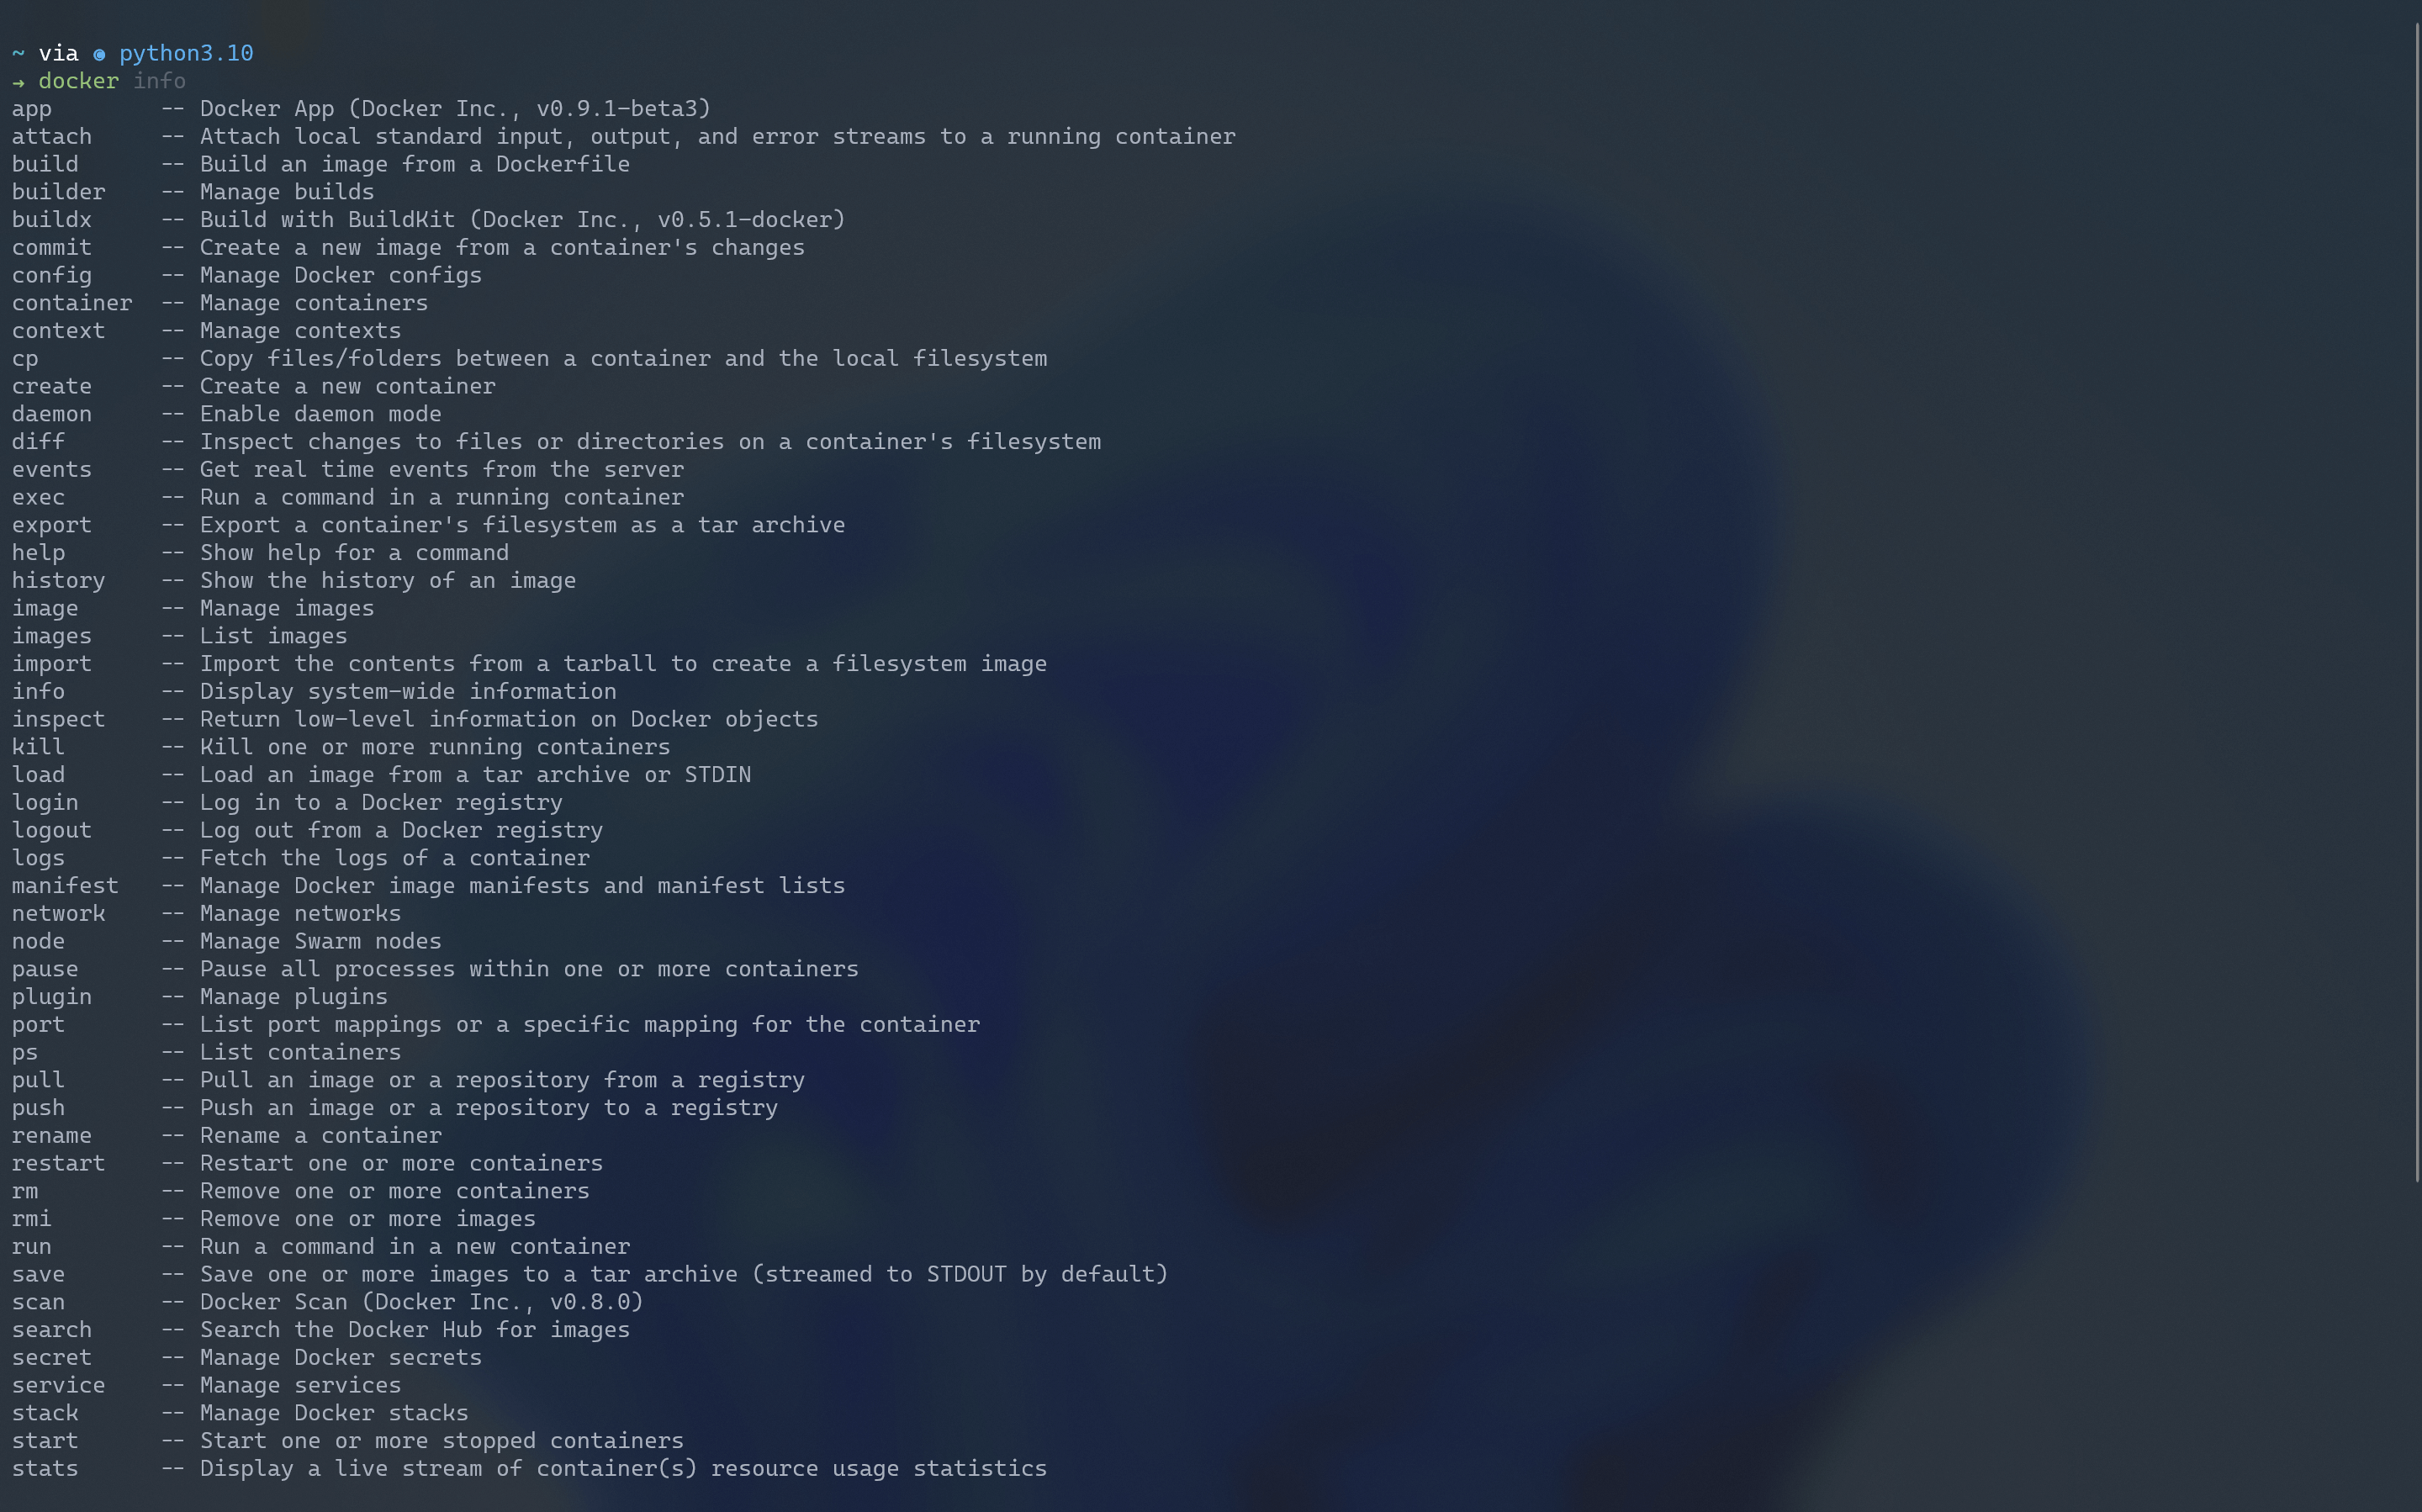 ~ via python3.10
→ docker info
app -- Docker App (Docker Inc., v0.9.1-beta3)
attach -- Attach local standard input, output, and error streams to a running container
build -- Build an image from a Dockerfile
builder -- Manage builds
buildx -- Build with BuildKit (Docker Inc., v0.5.1-docker)
commit -- Create a new image from a container's changes
config -- Manage Docker configs
container -- Manage containers
context -- Manage contexts
cp -- Copy files/folders between a container and the local filesystem
create -- Create a new container
daemon -- Enable daemon mode
diff -- Inspect changes to files or directories on a container's filesystem
events -- Get real time events from the server
exec -- Run a command in a running container
export -- Export a container's filesystem as a tar archive
help -- Show help for a command
history -- Show the history of an image
image -- Manage images
images -- List images
import -- Import the contents from a tarball to create a filesystem image
info -- Display system-wide information
inspect -- Return low-level information on Docker objects
kill -- Kill one or more running containers
load -- Load an image from a tar archive or STDIN
login -- Log in to a Docker registry
logout -- Log out from a Docker registry
logs -- Fetch the logs of a container
manifest -- Manage Docker image manifests and manifest lists
network -- Manage networks
node -- Manage Swarm nodes
pause -- Pause all processes within one or more containers
plugin -- Manage plugins
port -- List port mappings or a specific mapping for the container
ps -- List containers
pull -- Pull an image or a repository from a registry
push -- Push an image or a repository to a registry
rename -- Rename a container
restart -- Restart one or more containers
rm -- Remove one or more containers
rmi -- Remove one or more images
run -- Run a command in a new container
save -- Save one or more images to a tar archive (streamed to STDOUT by default)
scan -- Docker Scan (Docker Inc., v0.8.0)
search -- Search the Docker Hub for images
secret -- Manage Docker secrets
service -- Manage services
stack -- Manage Docker stacks
start -- Start one or more stopped containers
stats -- Display a live stream of container(s) resource usage statistics